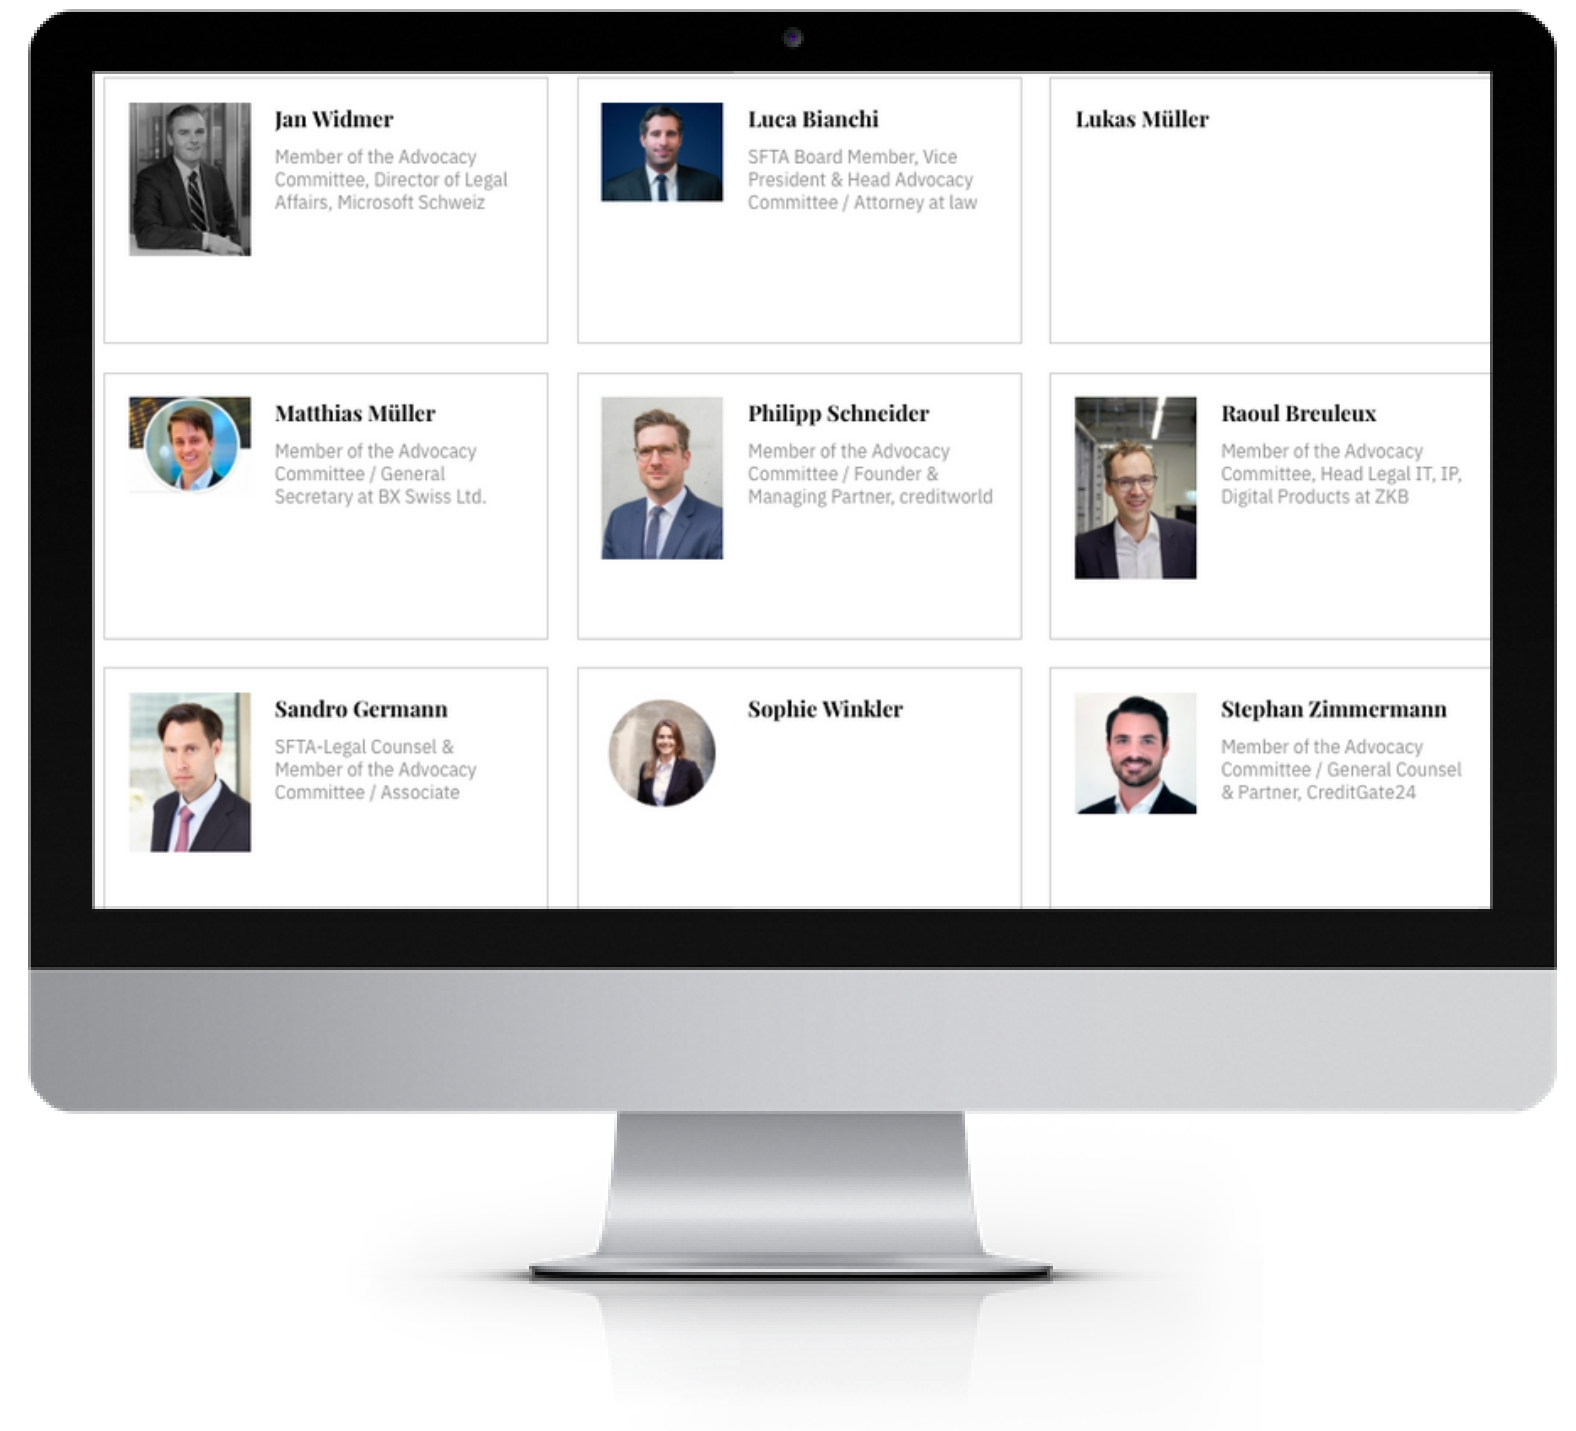 Jan Widmer
Member of the Advocacy
Committee, Director of Legal
Affairs, Microsoft Schweiz
Luca Bianchi
SFTA Board Member, Vice
President & Head Advocacy
Committee / Attorney at law
Lukas Müller
Matthias Müller
Member of the Advocacy
Committee / General
Secretary at BX Swiss Ltd.
Philipp Schneider
Member of the Advocacy
Committee / Founder &
Managing Partner, creditworld
Raoul Breuleux
Member of the Advocacy
Committee, Head Legal IT, IP,
Digital Products at ZKB
Sandro Germann
SFTA-Legal Counsel &
Member of the Advocacy
Committee / Associate
Sophie Winkler
Stephan Zimmermann
Member of the Advocacy
Committee / General Counsel
& Partner, CreditGate24